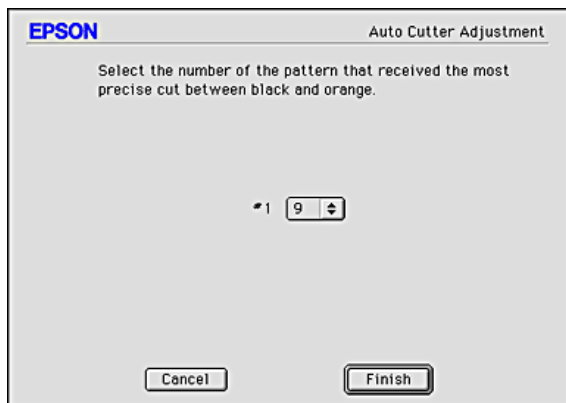 EPSON Auto Cutter Adjustment
Select the number of the pattern that received the most
precise cut between black and orange.
#1 9
Cancel Finish